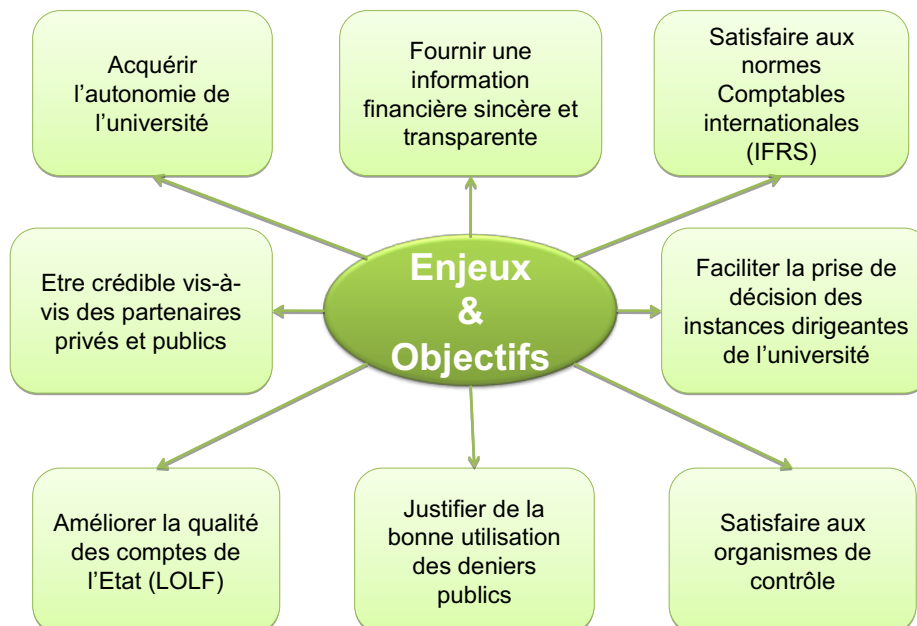 Acquérir
l'autonomie de
l'université
Fournir une
information
financière sincère et
transparente
Satisfaire aux
normes
Comptables
internationales
(IFRS)
Etre crédible vis-à-
vis des partenaires
privés et publics
Enjeux
&
Objectifs
Faciliter la prise de
décision des
instances dirigeantes
de l'université
Améliorer la qualité
des comptes de
l'Etat (LOLF)
Justifier de la
bonne utilisation
des deniers
publics
Satisfaire aux
organismes de
contrôle